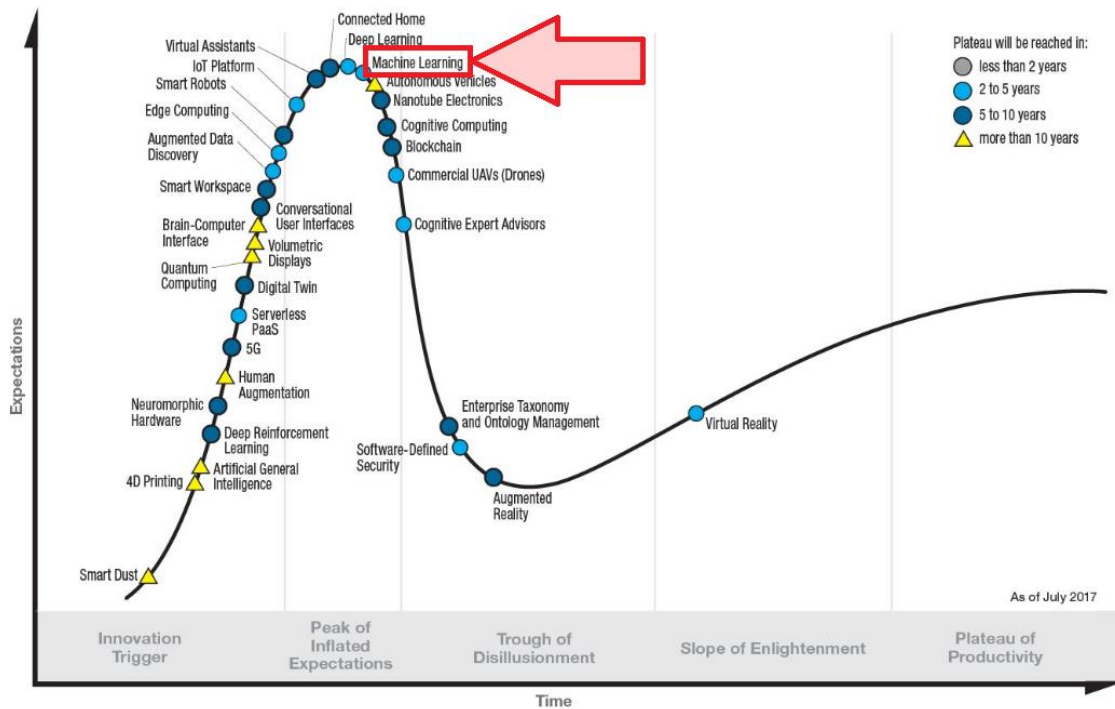 Connected Home
Deep Learning
Virtual Assistants
Machine Learning
IoT Platform
Autonomous Vehicles
Smart Robots
Nanotube Electronics
Edge Computing
Cognitive Computing
Augmented Data
Discovery
Blockchain
Commercial UAVs (Drones)
Smart Workspace
Conversational
User Interfaces
Cognitive Expert Advisors
Brain-Computer
Interface
Volumetric
Displays
Quantum
Computing
Digital Twin
Serverless
PaaS
5G
Human
Augmentation
Neuromorphic
Hardware
Deep Reinforcement
Learning
Artificial General
Intelligence
4D Printing
Smart Dust
Enterprise Taxonomy
and Ontology Management
Software-Defined
Security
Augmented
Reality
Virtual Reality
Plateau will be reached in:
less than 2 years
2 to 5 years
5 to 10 years
more than 10 years
As of July 2017
Expectations
Innovation
Trigger
Peak of
Inflated
Expectations
Trough of
Disillusionment
Slope of Enlightenment
Plateau of
Productivity
Time